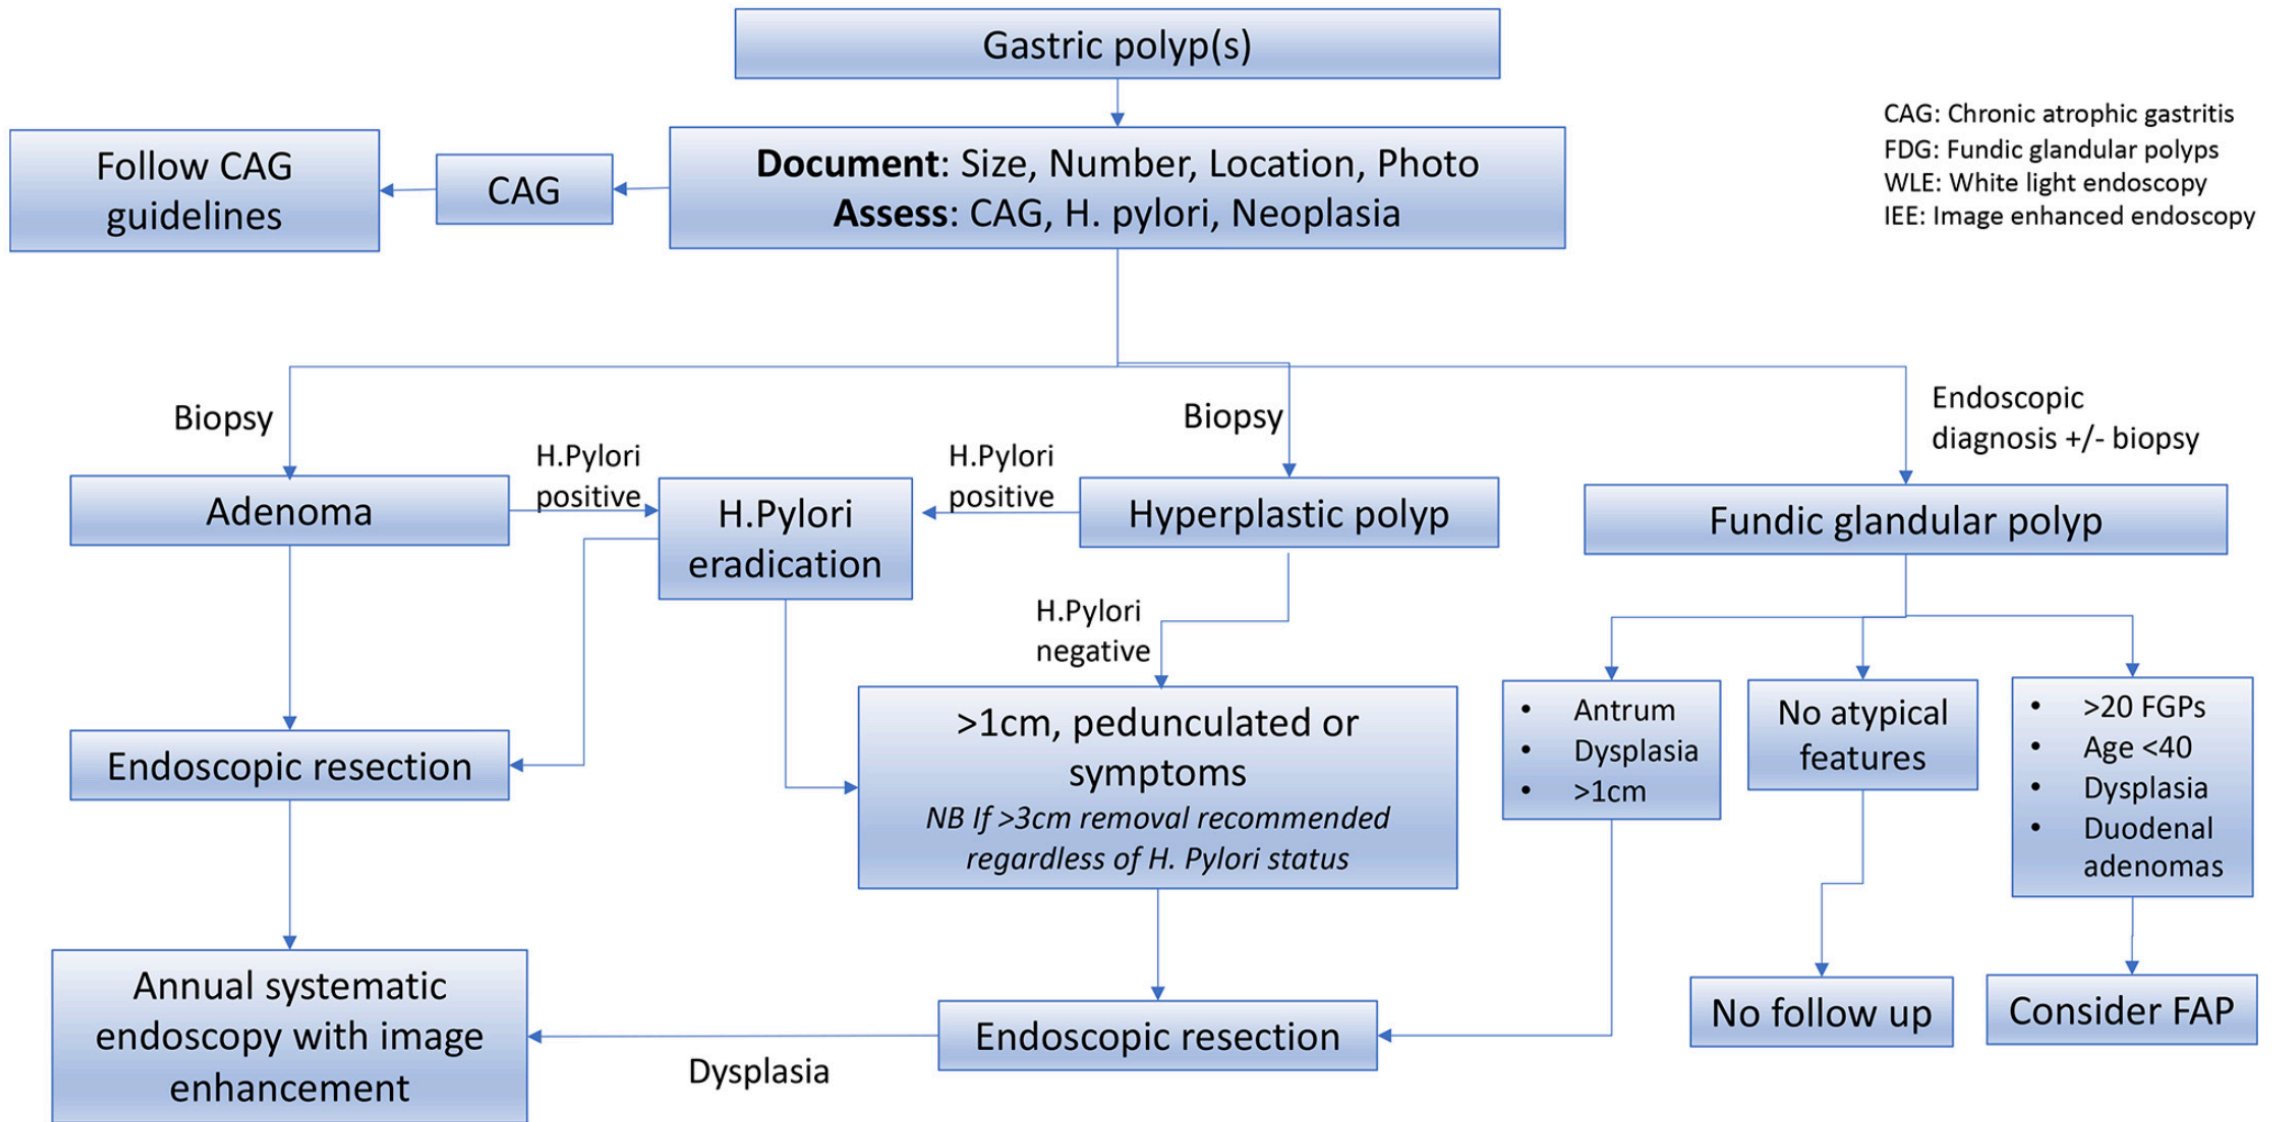 Gastric polyp(s)
CAG: Chronic atrophic gastritis
FDG: Fundic glandular polyps
WLE: White light endoscopy
IEE: Image enhanced endoscopy
Follow CAG
guidelines
CAG
Document: Size, Number, Location, Photo
Assess: CAG, H. pylori, Neoplasia
Biopsy
Biopsy
Endoscopic
diagnosis +/- biopsy
Adenoma
H.Pylori
positive
H.Pylori
eradication
H.Pylori
positive
Hyperplastic polyp
Fundic glandular polyp
H.Pylori
negative
Endoscopic resection
>1cm, pedunculated or
symptoms
NB If >3cm removal recommended
regardless of H. Pylori status
• Antrum
• Dysplasia
• >1cm
No atypical
features
• >20 FGPs
• Age <40
• Dysplasia
• Duodenal
adenomas
Annual systematic
endoscopy with image
enhancement
Dysplasia
Endoscopic resection
No follow up
Consider FAP